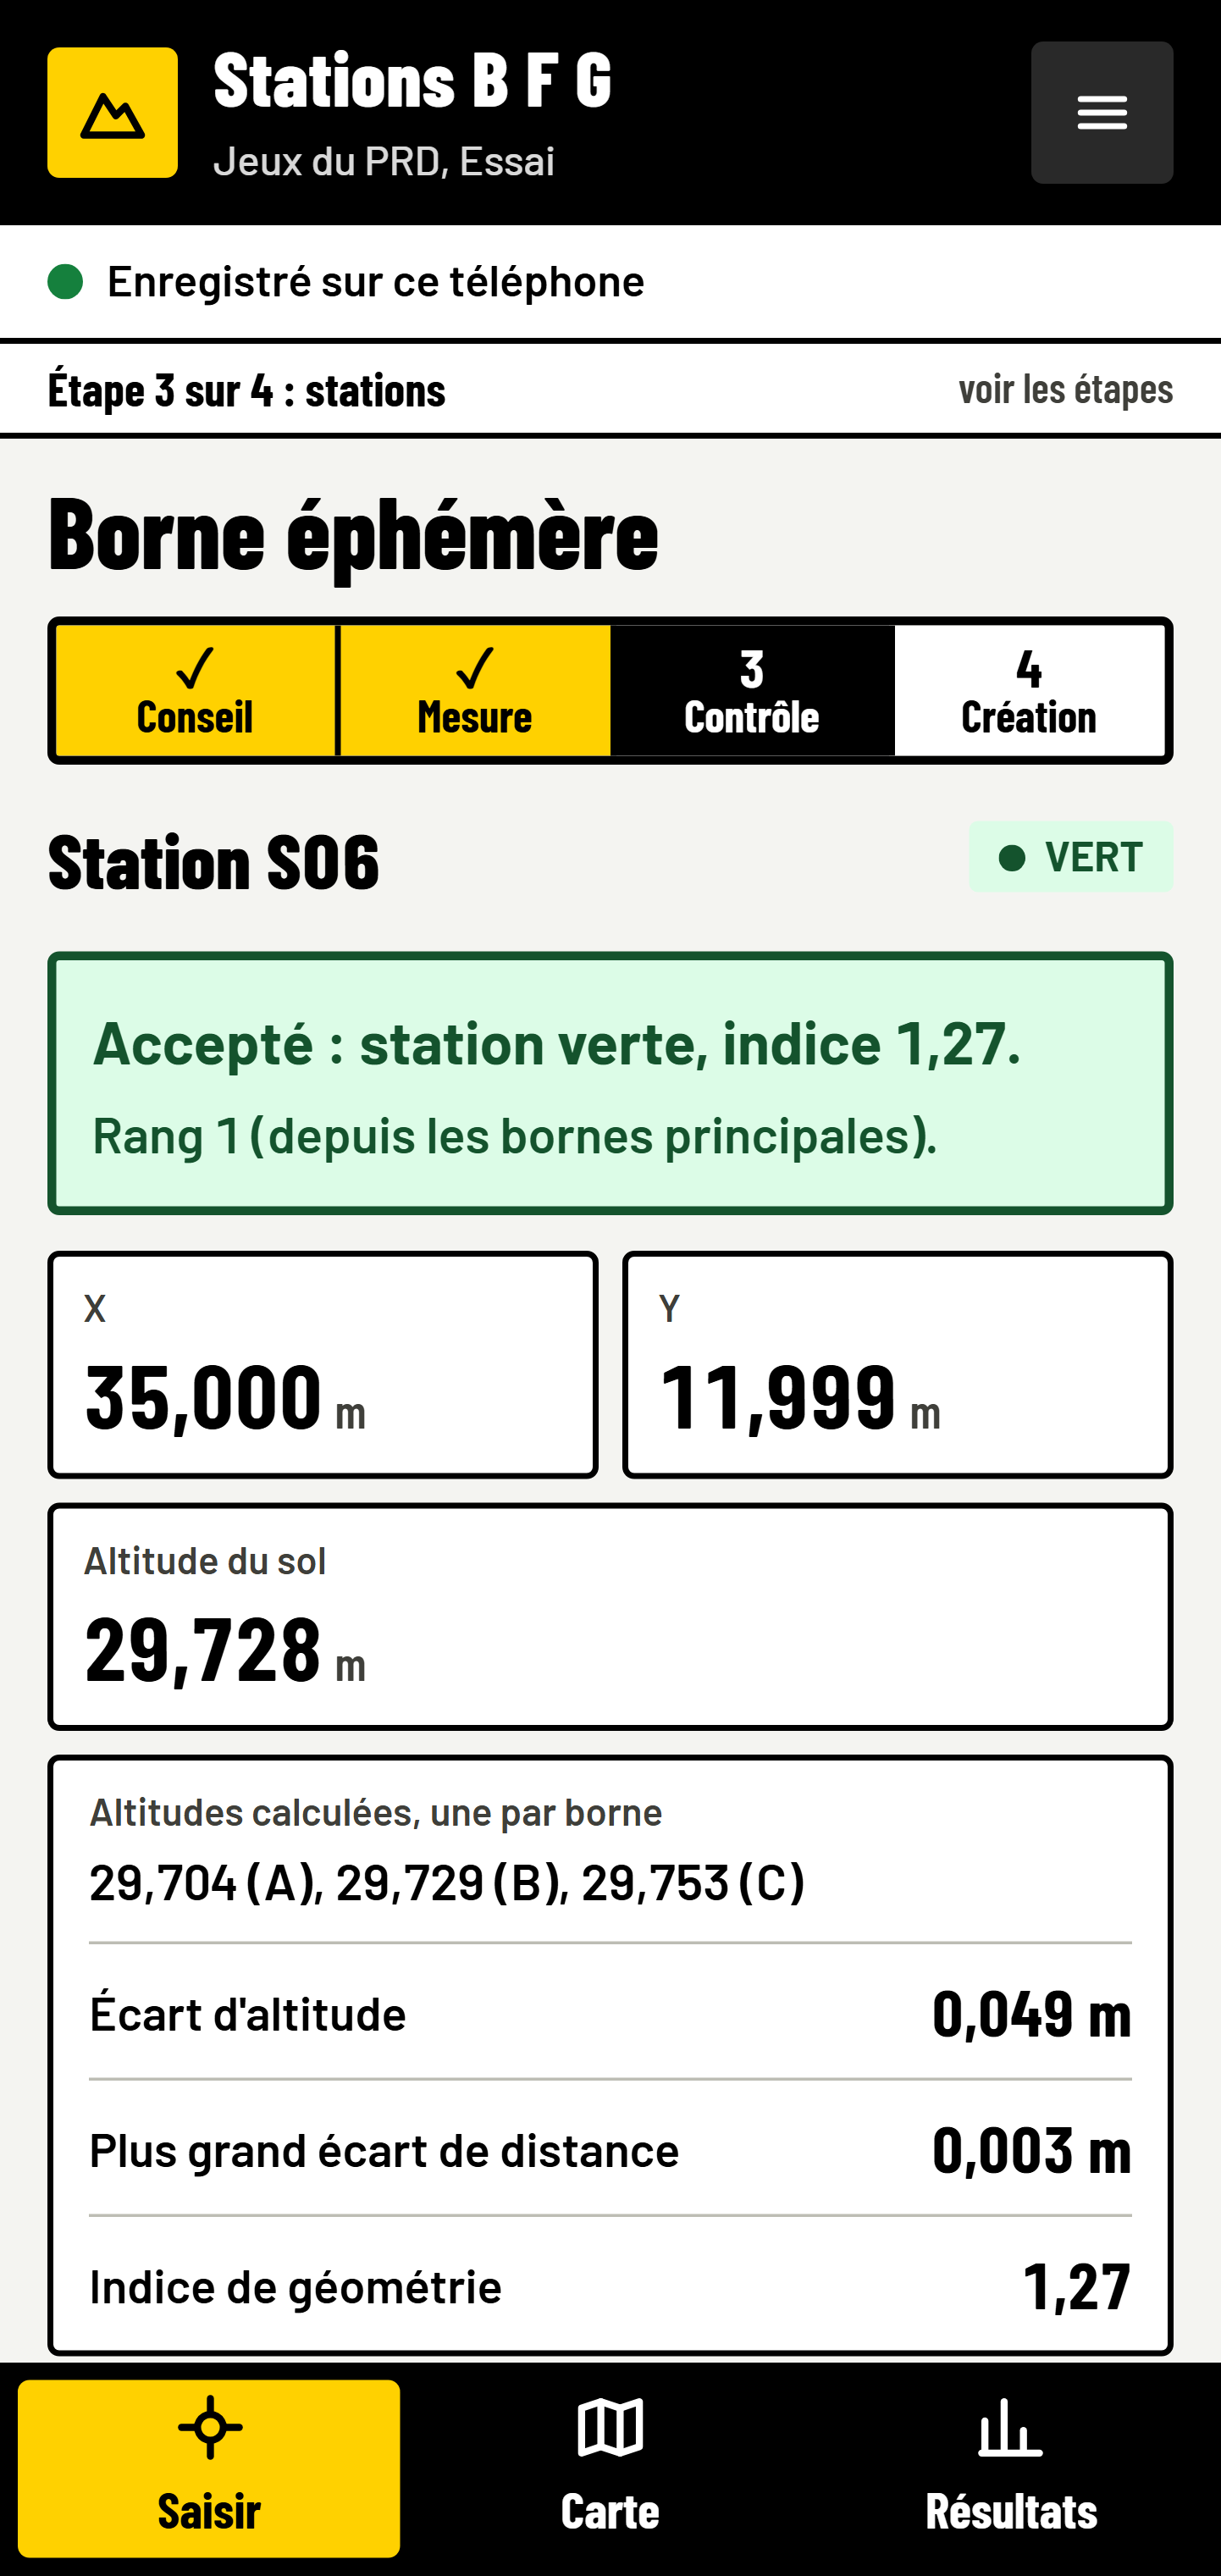 Stations B F G
Jeux du PRD, Essai
Enregistré sur ce téléphone
Étape 3 sur 4 : stations
voir les étapes
Borne éphémère
✓ Conseil
✓ Mesure
3 Contrôle
4 Création
Station S06
VERT
Accepté : station verte, indice 1,27.
Rang 1 (depuis les bornes principales).
X
35,000 m
Y
11,999 m
Altitude du sol
29,728 m
Altitudes calculées, une par borne
29,704 (A), 29,729 (B), 29,753 (C)
Écart d'altitude
0,049 m
Plus grand écart de distance
0,003 m
Indice de géométrie
1,27
Saisir
Carte
Résultats